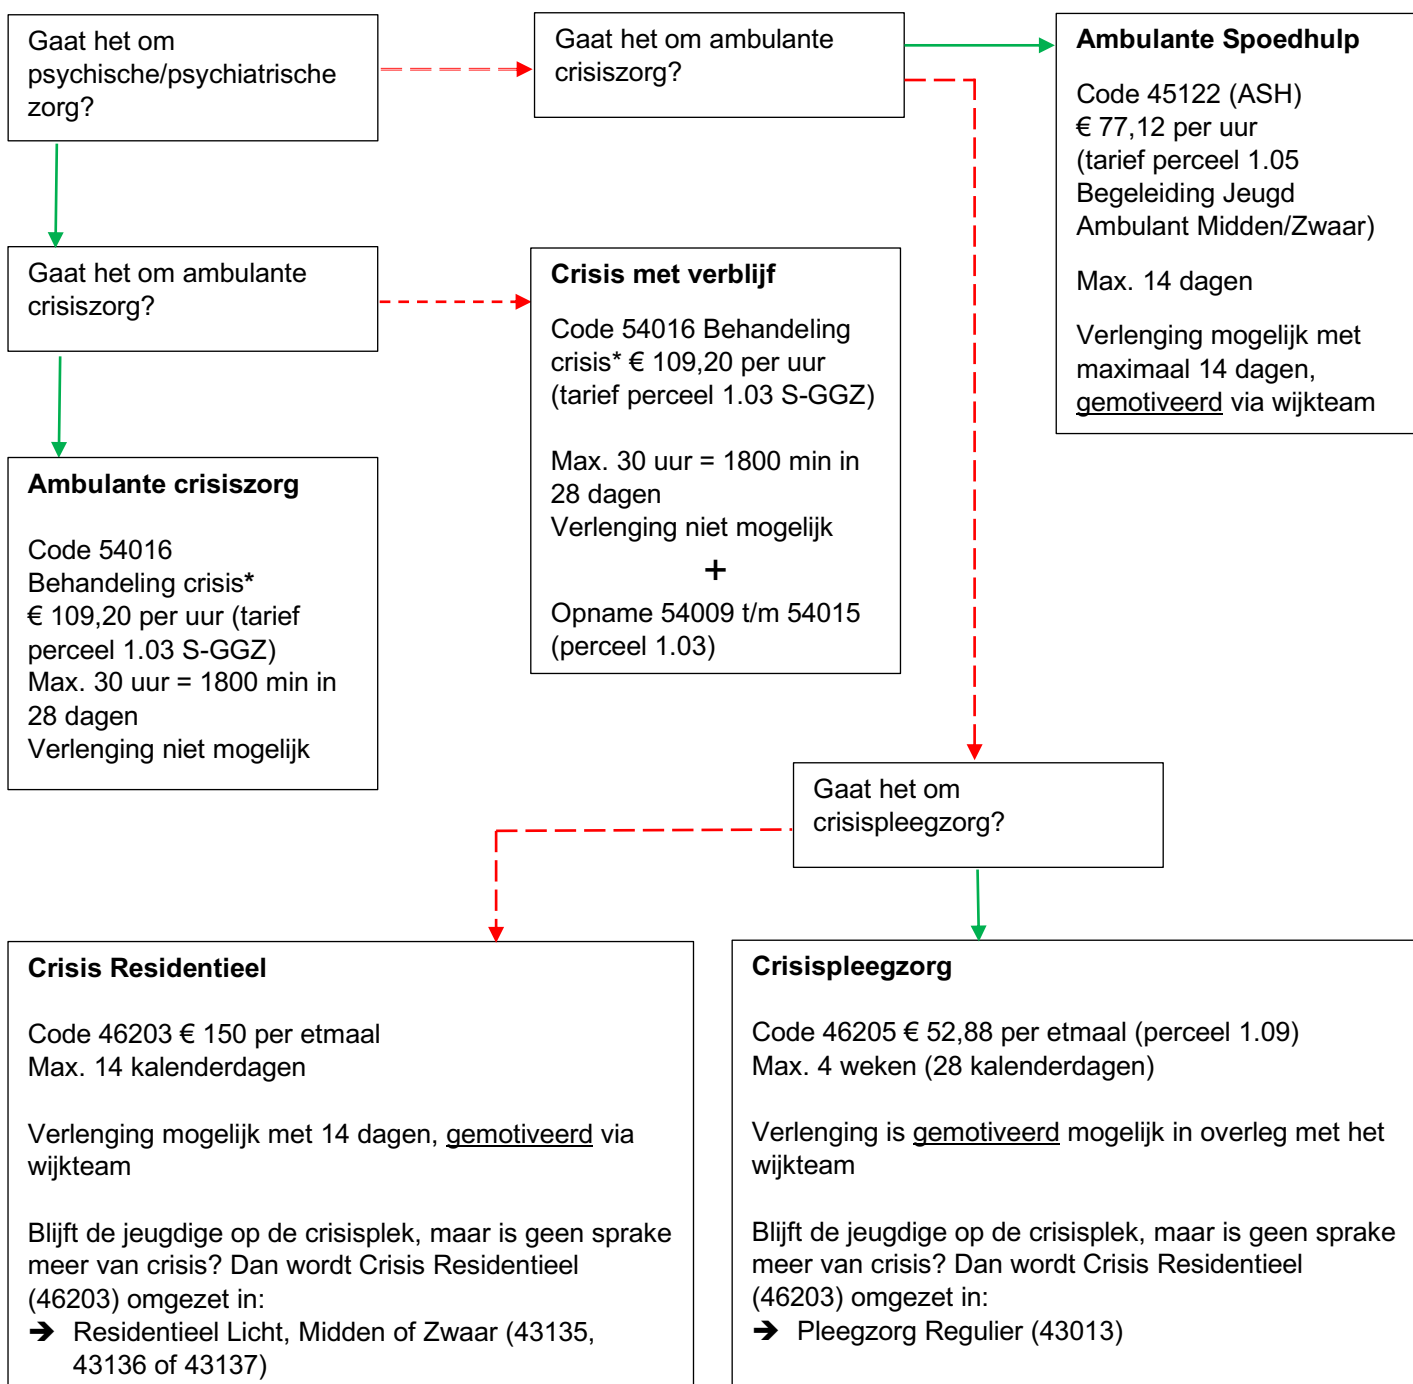 Gaat het om
psychische/psychiatrische
zorg?
Gaat het om ambulante
crisiszorg?
Ambulante Spoedhulp
Code 45122 (ASH)
€ 77,12 per uur
(tarief perceel 1.05
Begeleiding Jeugd
Ambulant Midden/Zwaar)
Max. 14 dagen
Verlenging mogelijk met
maximaal 14 dagen,
gemotiveerd via wijkteam
Gaat het om ambulante
crisiszorg?
Crisis met verblijf
Code 54016 Behandeling
crisis* € 109,20 per uur
(tarief perceel 1.03 S-GGZ)
Max. 30 uur = 1800 min in
28 dagen
Verlenging niet mogelijk
+
Opname 54009 t/m 54015
(perceel 1.03)
Ambulante crisiszorg
Code 54016
Behandeling crisis*
€ 109,20 per uur (tarief
perceel 1.03 S-GGZ)
Max. 30 uur = 1800 min in
28 dagen
Verlenging niet mogelijk
Gaat het om
crisispleegzorg?
Crisis Residentieel
Code 46203 € 150 per etmaal
Max. 14 kalenderdagen
Verlenging mogelijk met 14 dagen, gemotiveerd via
wijkteam
Blijft de jeugdige op de crisisplek, maar is geen sprake
meer van crisis? Dan wordt Crisis Residentieel
(46203) omgezet in:
➔ Residentieel Licht, Midden of Zwaar (43135,
43136 of 43137)
Crisispleegzorg
Code 46205 € 52,88 per etmaal (perceel 1.09)
Max. 4 weken (28 kalenderdagen)
Verlenging is gemotiveerd mogelijk in overleg met het
wijkteam
Blijft de jeugdige op de crisisplek, maar is geen sprake
meer van crisis? Dan wordt Crisis Residentieel
(46203) omgezet in:
➔ Pleegzorg Regulier (43013)